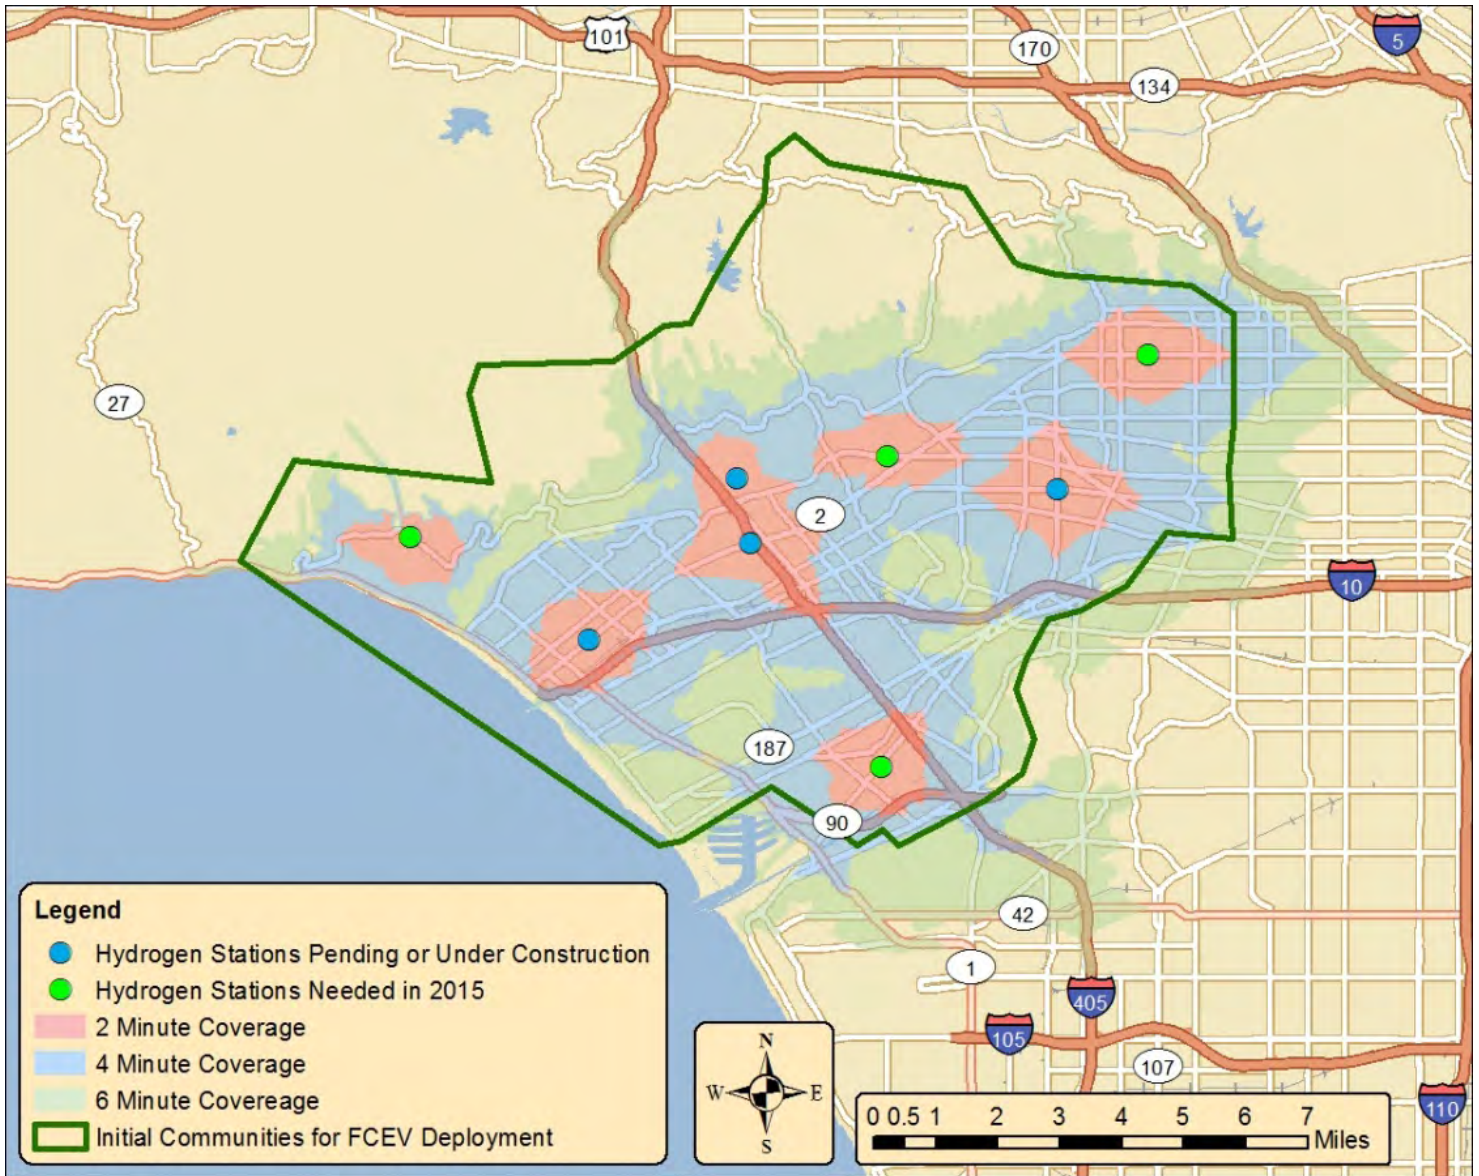 101
170
5
134
27
2
10
187
90
42
1
405
105
107
110
Legend
Hydrogen Stations Pending or Under Construction
Hydrogen Stations Needed in 2015
2 Minute Coverage
4 Minute Coverage
6 Minute Covereage
Initial Communities for FCEV Deployment
N
W E
S
0 0.5 1 2 3 4 5 6 7
Miles